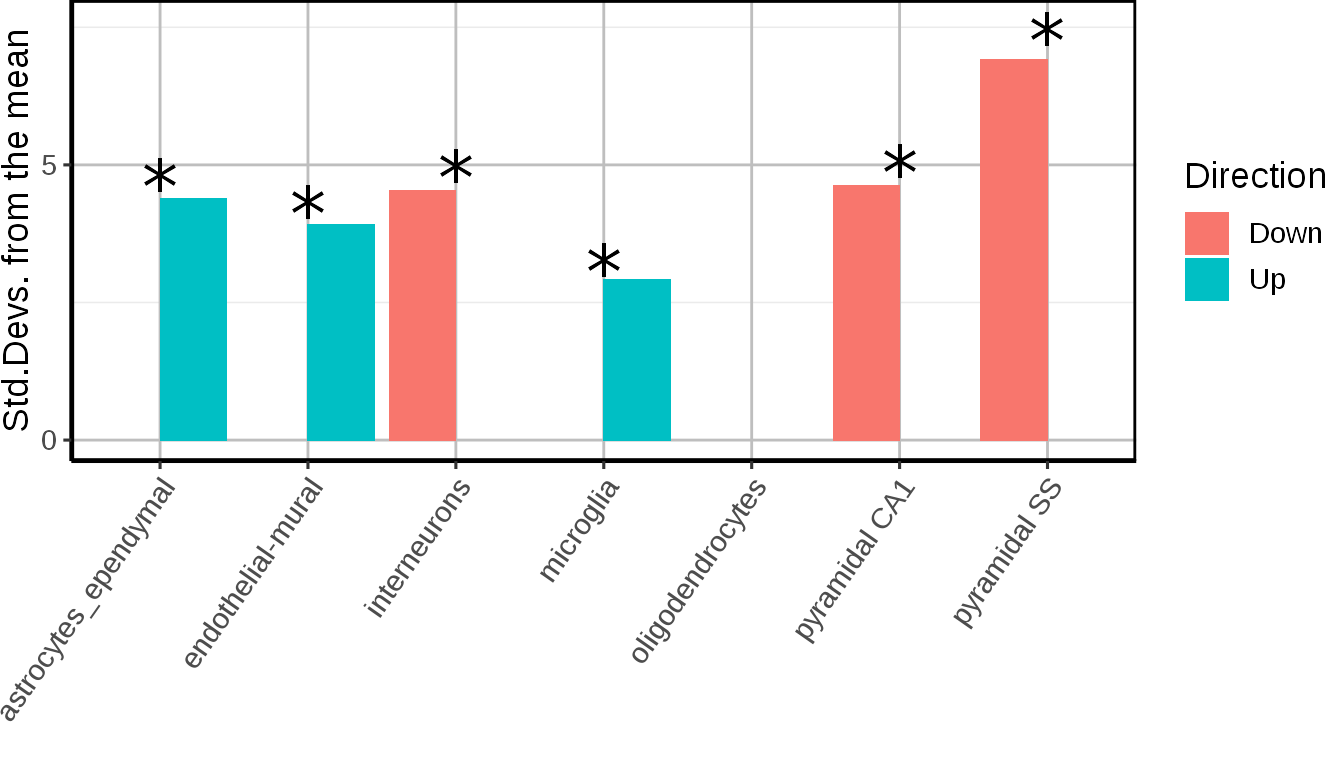 Std.Devs. from the mean
5
0
*
*
*
*
*
*
astrocytes_ependymal
endothelial-mural
interneurons
microglia
oligodendrocytes
pyramidal CA1
pyramidal SS
Direction
Down
Up